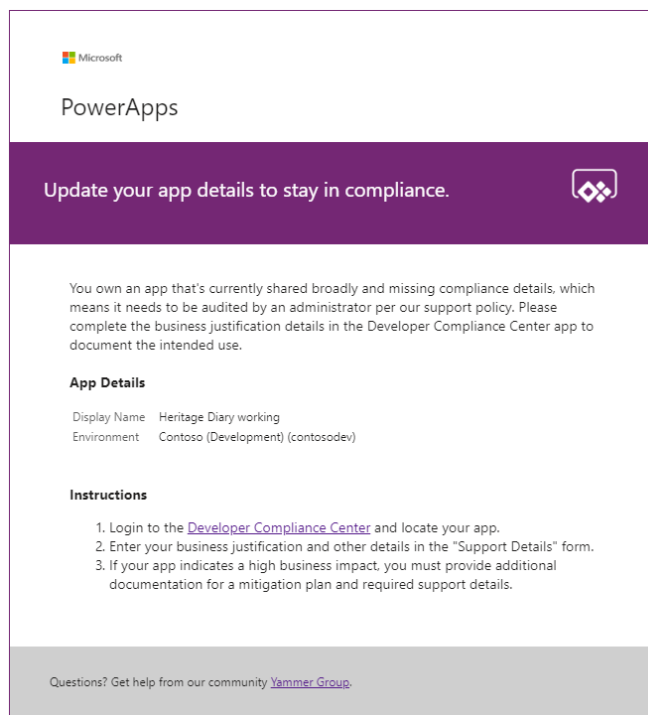 Microsoft
PowerApps
Update your app details to stay in compliance.
You own an app that's currently shared broadly and missing compliance details, which
means it needs to be audited by an administrator per our support policy. Please
complete the business justification details in the Developer Compliance Center app to
document the intended use.
App Details
Display Name Heritage Diary working
Environment Contoso (Development) (contosodev)
Instructions
1. Login to the Developer Compliance Center and locate your app.
2. Enter your business justification and other details in the "Support Details" form.
3. If your app indicates a high business impact, you must provide additional
documentation for a mitigation plan and required support details.
Questions? Get help from our community Yammer Group.